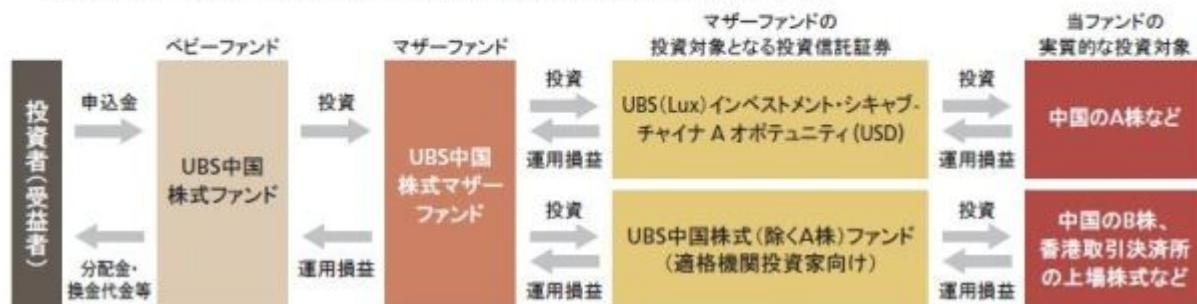 マザーファンドの
投資対象となる投資信託証券
当ファンドの
実質的な投資対象
ベビーファンド
マザーファンド
投資者(受益者)
申込金
分配金・
換金代金等
UBS中国
株式ファンド
投資
運用損益
UBS中国
株式マザー
ファンド
投資
運用損益
UBS(Lux)インベストメント・シキャブ-
チャイナ A オポテュニティ(USD)
投資
運用損益
中国のA株など
投資
運用損益
UBS中国株式(除くA株)ファンド
(適格機関投資家向け)
投資
運用損益
中国のB株、
香港取引決済所
の上場株式など